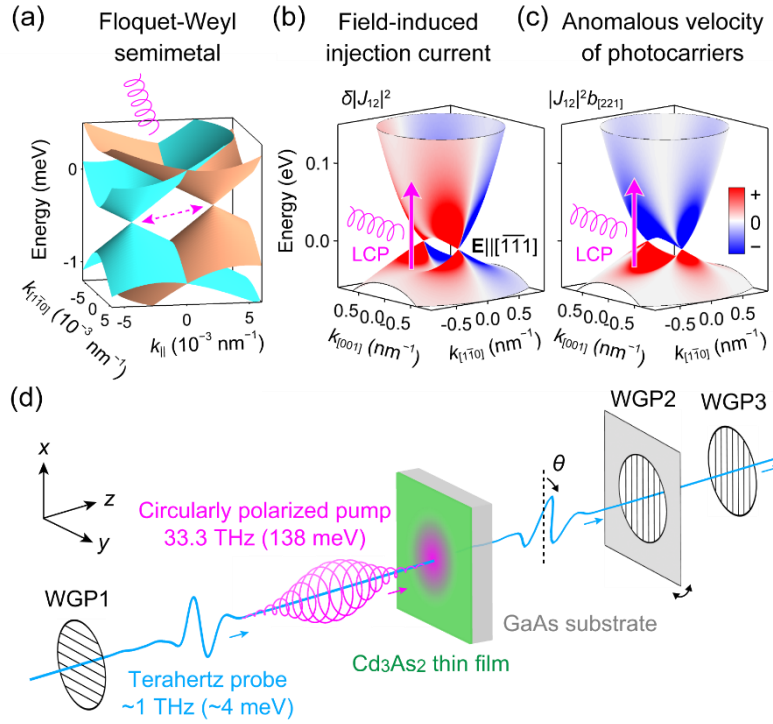 (a) Floquet-Weyl
semimetal
Energy (meV)
0
-1
k[11̅0] (10⁻³ nm⁻¹)
-5 0 5
-5 0 5
k|| (10⁻³ nm⁻¹)
(b) Field-induced
injection current
δ|J₁₂|²
Energy (eV)
0.1
0.0
LCP
E||[1̅1̅1]
0.5 0.0 0.5
k[001] (nm⁻¹)
-0.5 0.0 0.5
k[11̅0] (nm⁻¹)
(c) Anomalous velocity
of photocarriers
|J₁₂|²b[221]
LCP
+
0
−
0.5 0.0 0.5
k[001] (nm⁻¹)
-0.5 0.0 0.5
k[11̅0] (nm⁻¹)
(d)
x
z
y
WGP1
Terahertz probe
~1 THz (~4 meV)
Circularly polarized pump
33.3 THz (138 meV)
Cd₃As₂ thin film
GaAs substrate
θ
WGP2
WGP3